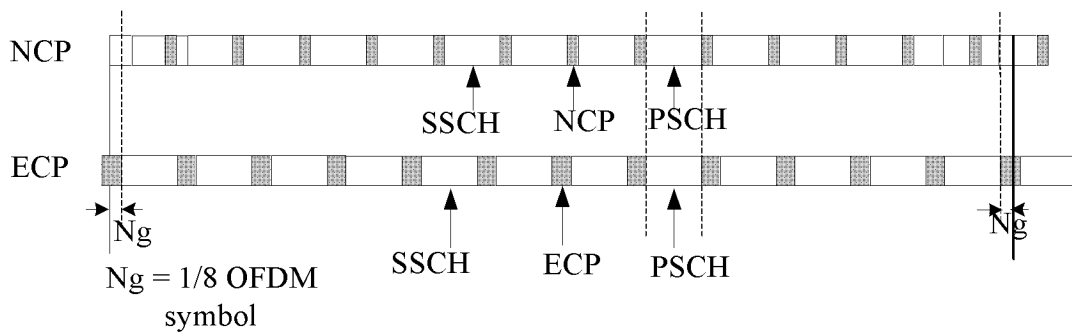 NCP
SSCH
NCP
PSCH
ECP
Ng
Ng
SSCH
ECP
PSCH
Ng = 1/8 OFDM
symbol